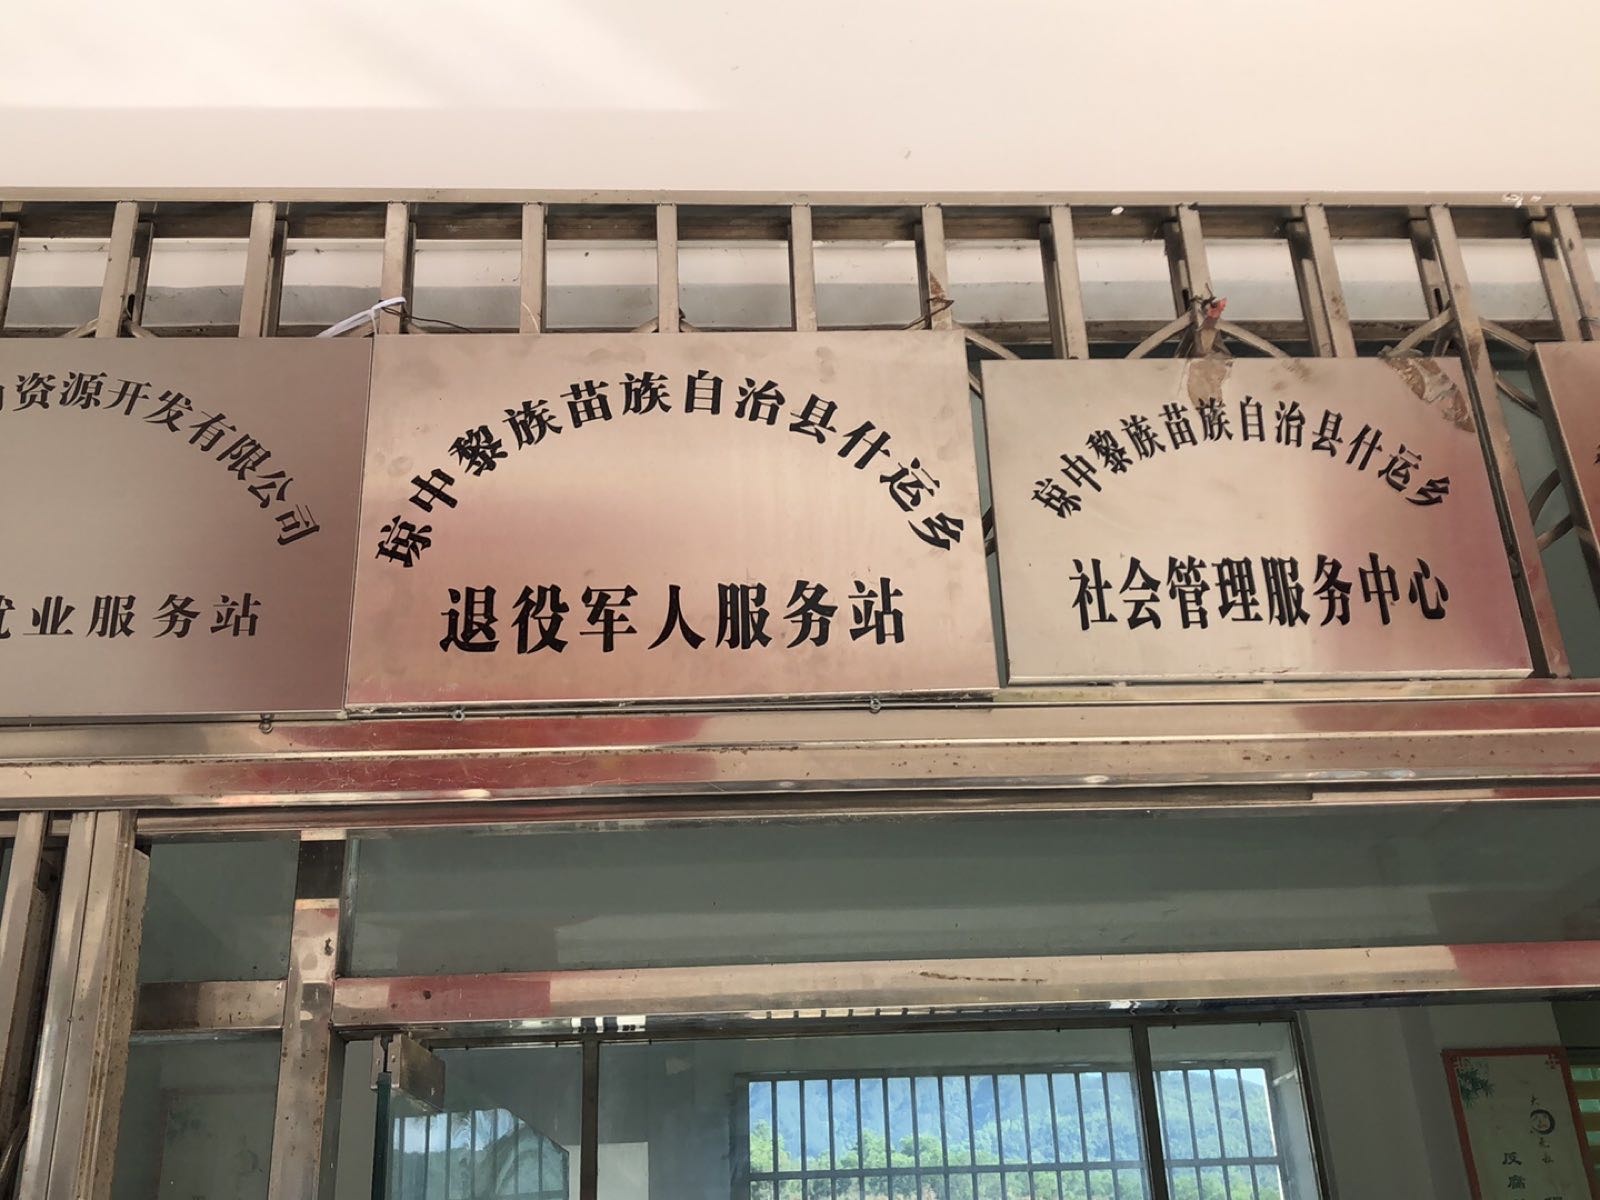 资源开发有限公司
业服务站
琼中黎族苗族自治县什运乡
退役军人服务站
琼中黎族苗族自治县什运乡
社会管理服务中心
反腐